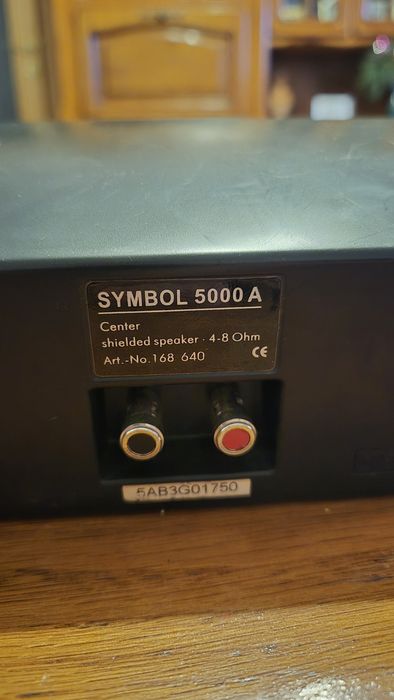 SYMBOL 5000 A
Center
shielded speaker · 4-8 Ohm
Art.-No. 168 640
CE
5AB3G01750